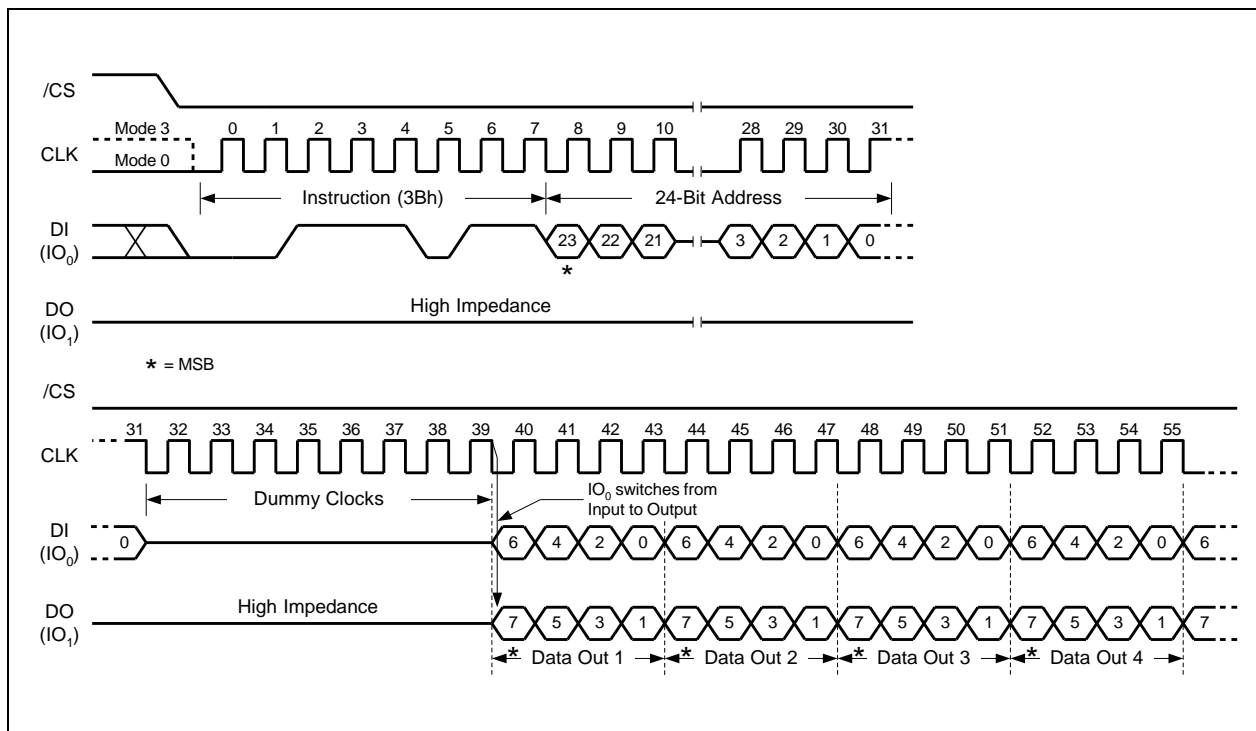 /CS
Mode 3 0 1 2 3 4 5 6 7 8 9 10 28 29 30 31
CLK
Mode 0
Instruction (3Bh) 24-Bit Address
DI
(IO0) 23 22 21 3 2 1 0
*
High Impedance
DO
(IO1)
* = MSB
/CS
31 32 33 34 35 36 37 38 39 40 41 42 43 44 45 46 47 48 49 50 51 52 53 54 55
CLK
Dummy Clocks
IO0 switches from
Input to Output
DI
(IO0) 0 6 4 2 0 6 4 2 0 6 4 2 0 6 4 2 0 6
High Impedance
DO
(IO1) 7 5 3 1 7 5 3 1 7 5 3 1 7 5 3 1 7
* Data Out 1 * Data Out 2 * Data Out 3 * Data Out 4